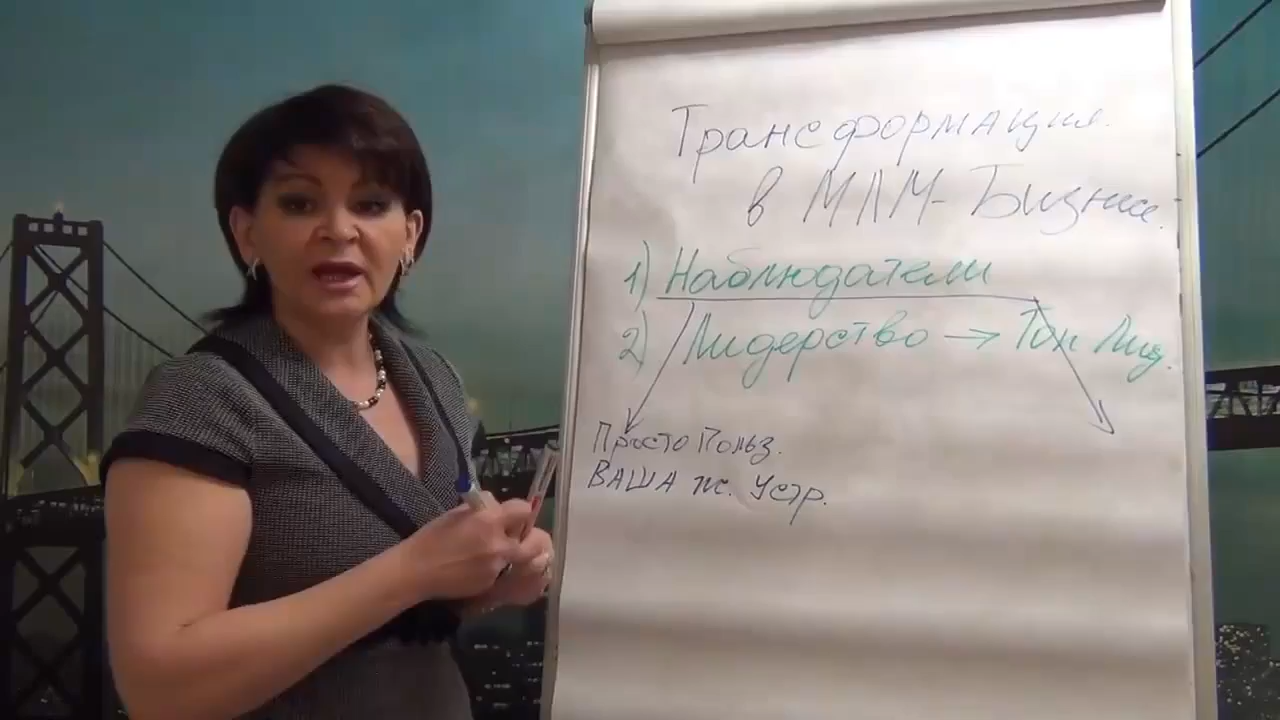 Трансформация
в МЛМ-Бизнесе.
1) Наблюдатели
2) Лидерство → Топ Лид.
Просто Польз.
ВАША ж. Устр.